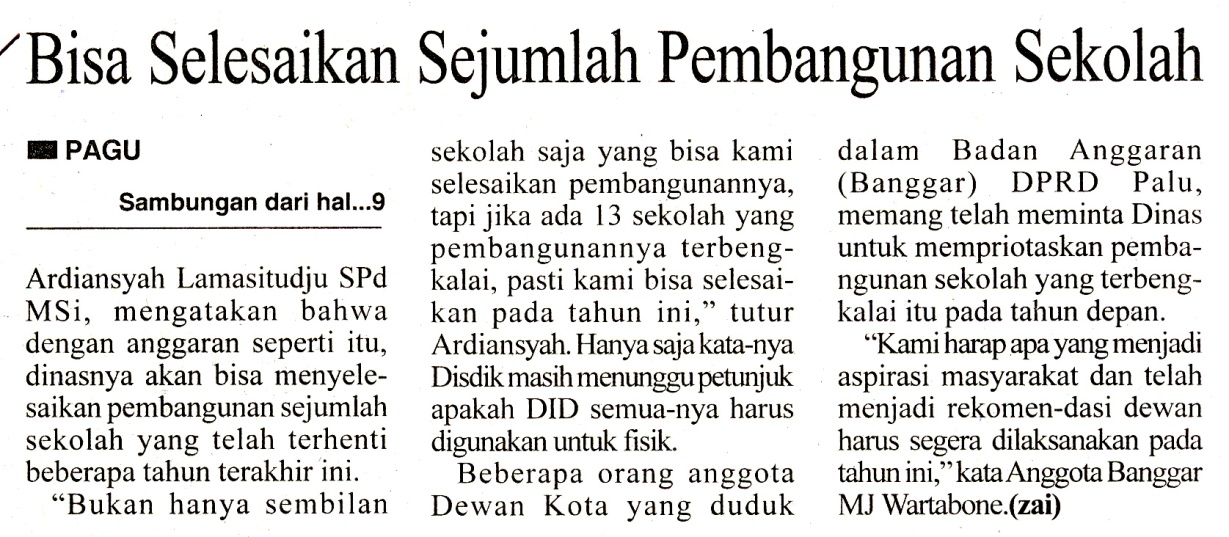 Bisa Selesaikan Sejumlah Pembangunan Sekolah
PAGU
Sambungan dari hal...9
Ardiansyah Lamasitudju SPd
MSi, mengatakan bahwa
dengan anggaran seperti itu,
dinasnya akan bisa menyele-
saikan pembangunan sejumlah
sekolah yang telah terhenti
beberapa tahun terakhir ini.
“Bukan hanya sembilan
sekolah saja yang bisa kami
selesaikan pembangunannya,
tapi jika ada 13 sekolah yang
pembangunannya terbeng-
kalai, pasti kami bisa selesai-
kan pada tahun ini,” tutur
Ardiansyah. Hanya saja kata-nya
Disdik masih menunggu petunjuk
apakah DID semua-nya harus
digunakan untuk fisik.
Beberapa orang anggota
Dewan Kota yang duduk
dalam Badan Anggaran
(Banggar) DPRD Palu,
memang telah meminta Dinas
untuk mempriotaskan pemba-
ngunan sekolah yang terbeng-
kalai itu pada tahun depan.
“Kami harap apa yang menjadi
aspirasi masyarakat dan telah
menjadi rekomen-dasi dewan
harus segera dilaksanakan pada
tahun ini,” kata Anggota Banggar
MJ Wartabone.(zai)